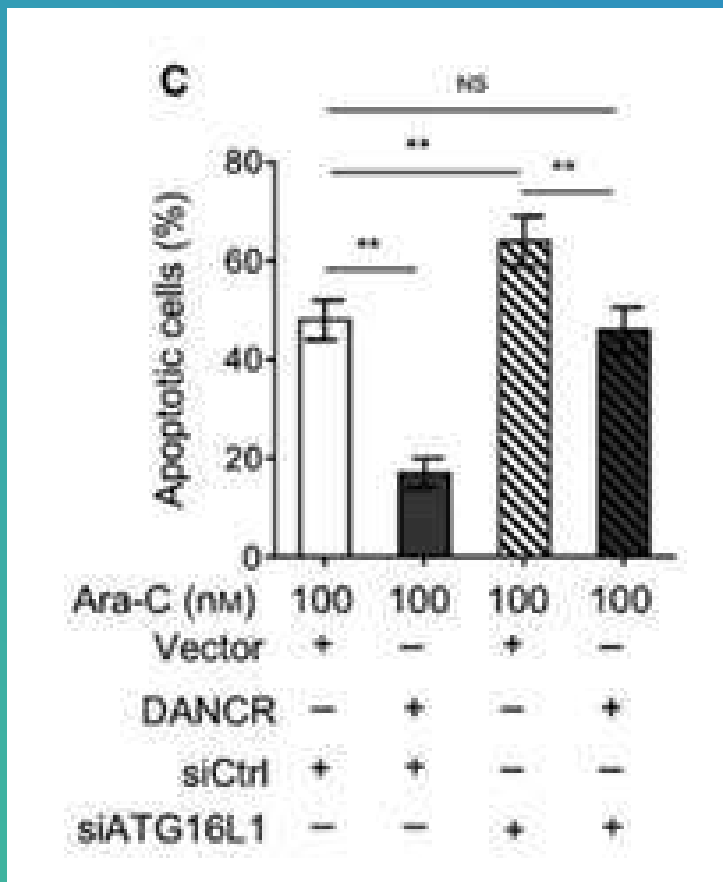 C
NS
**
**
**
80
60
40
20
0
Apoptotic cells (%)
Ara-C (nM) 100 100 100 100
Vector + − + −
DANCR − + − +
siCtrl + + − −
siATG16L1 − − + +